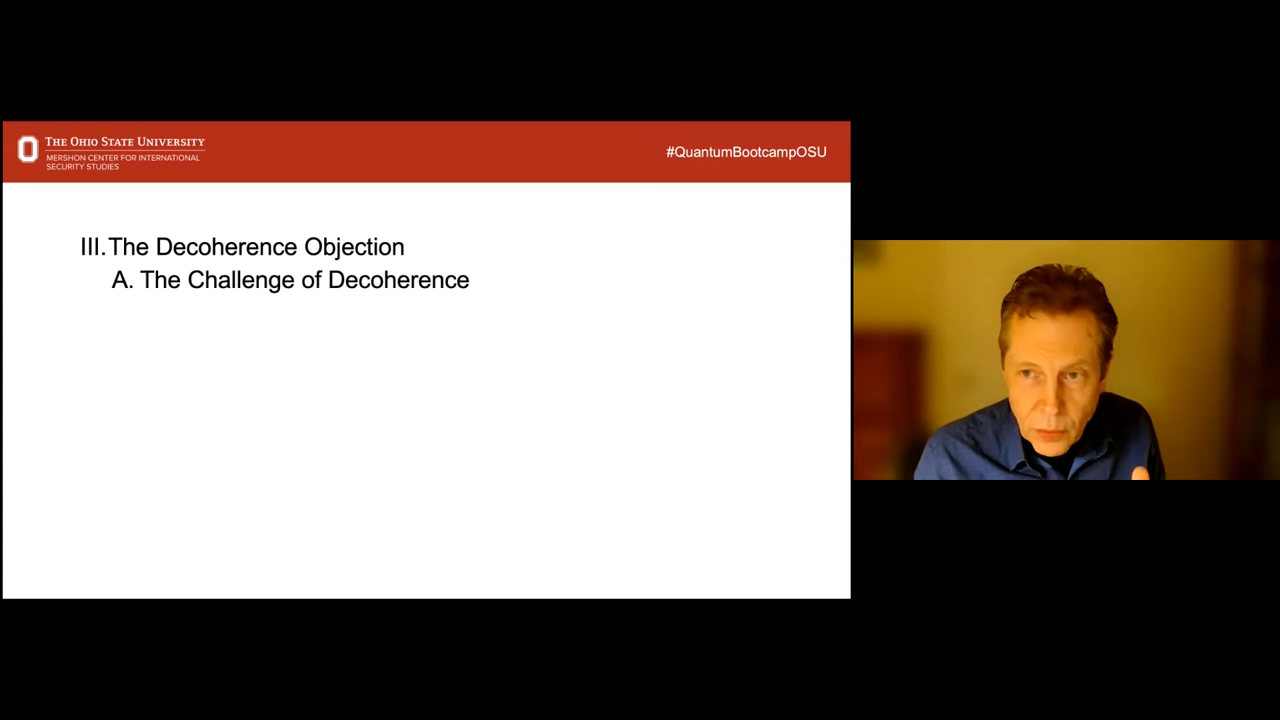 THE OHIO STATE UNIVERSITY
MERSHON CENTER FOR INTERNATIONAL
SECURITY STUDIES
#QuantumBootcampOSU
III. The Decoherence Objection
A. The Challenge of Decoherence